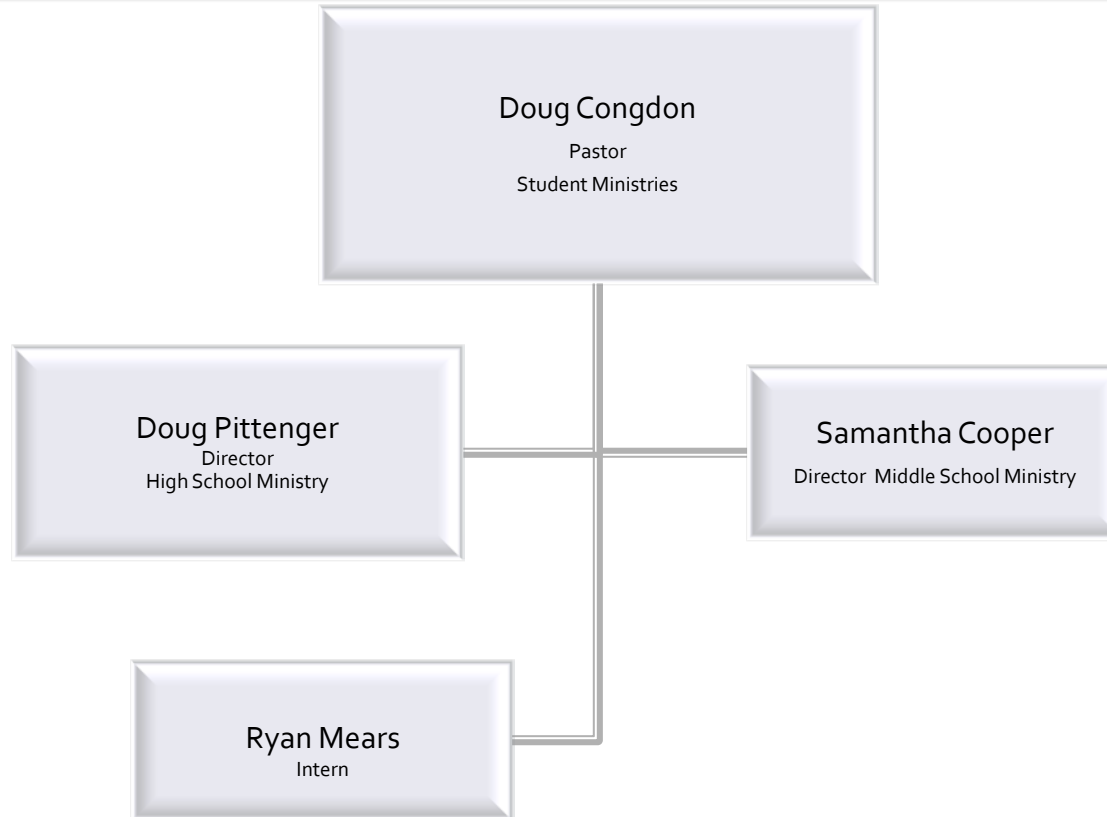 Doug Congdon
Pastor
Student Ministries
Doug Pittenger
Director
High School Ministry
Samantha Cooper
Director  Middle School Ministry
Ryan Mears
Intern